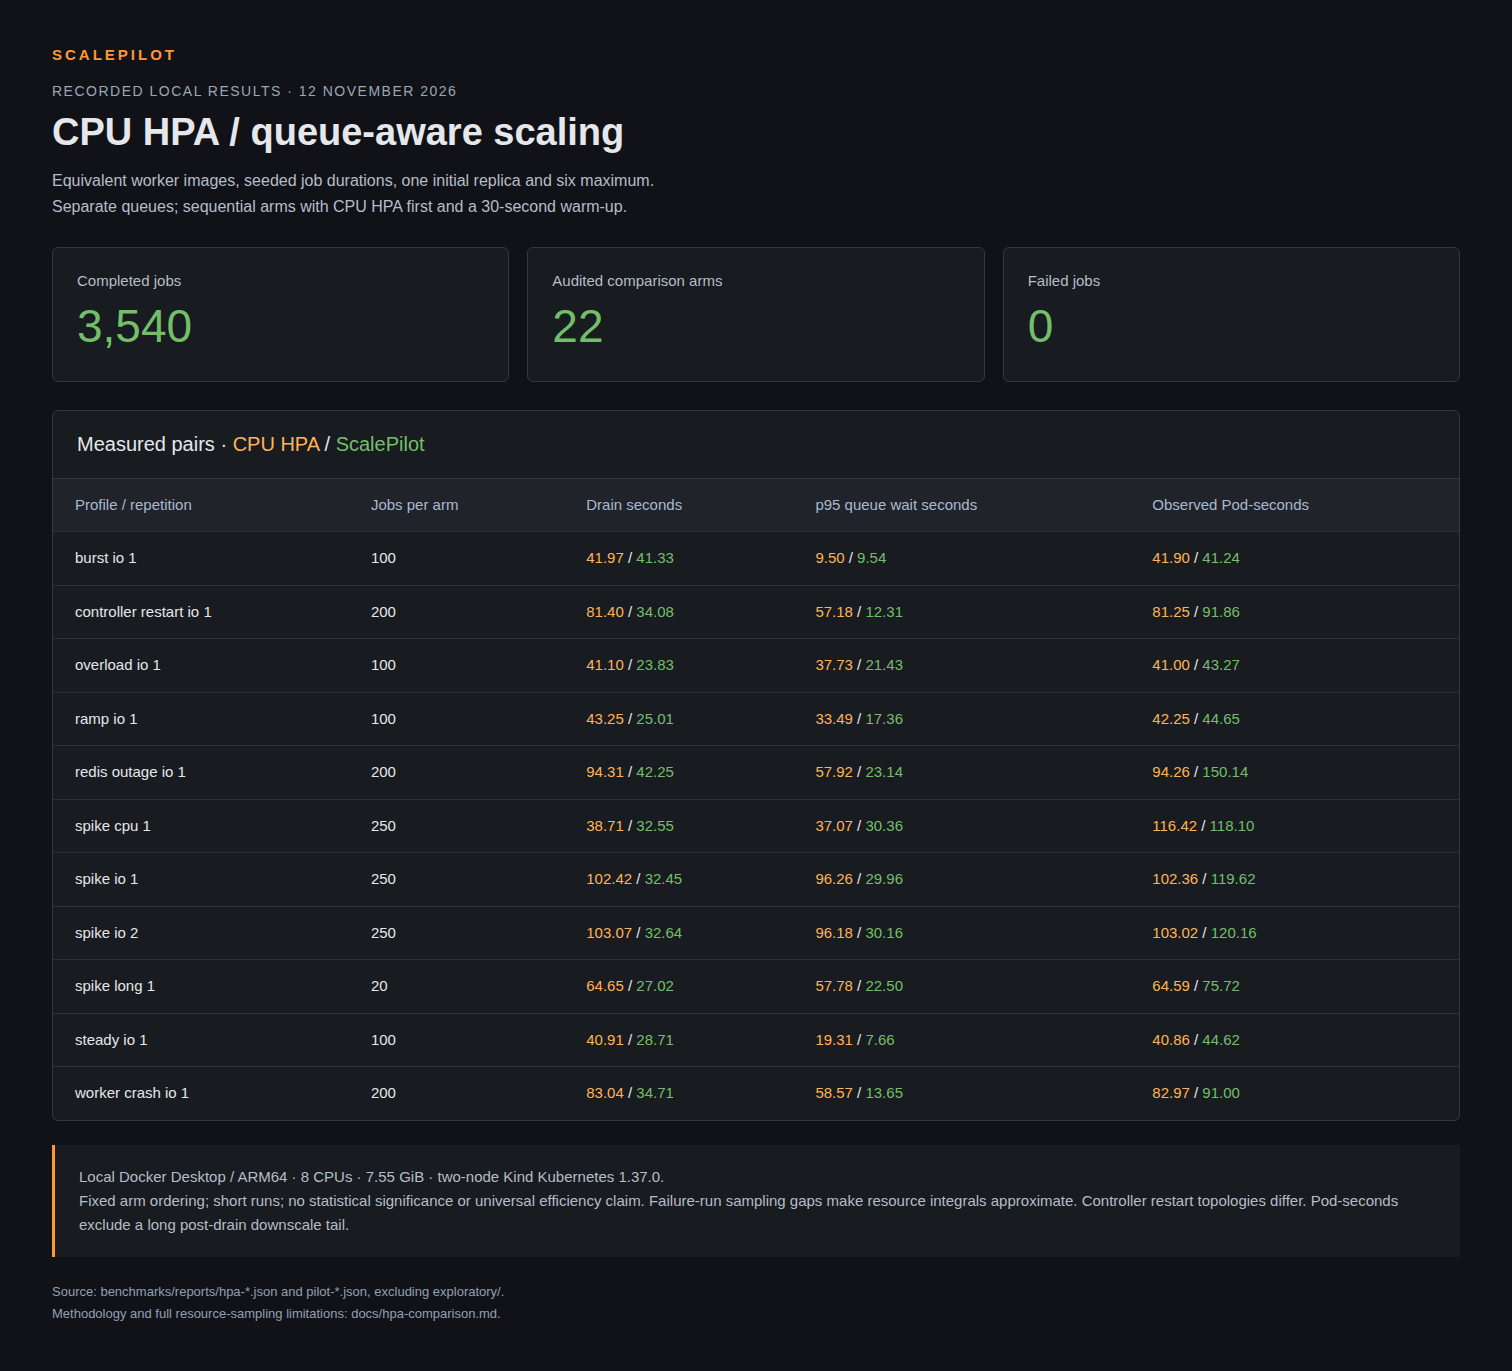 SCALEPILOT
RECORDED LOCAL RESULTS · 12 NOVEMBER 2026
CPU HPA / queue-aware scaling
Equivalent worker images, seeded job durations, one initial replica and six maximum.
Separate queues; sequential arms with CPU HPA first and a 30-second warm-up.
Completed jobs
3,540
Audited comparison arms
22
Failed jobs
0
Measured pairs · CPU HPA / ScalePilot
Profile / repetition Jobs per arm Drain seconds p95 queue wait seconds Observed Pod-seconds
burst io 1 100 41.97 / 41.33 9.50 / 9.54 41.90 / 41.24
controller restart io 1 200 81.40 / 34.08 57.18 / 12.31 81.25 / 91.86
overload io 1 100 41.10 / 23.83 37.73 / 21.43 41.00 / 43.27
ramp io 1 100 43.25 / 25.01 33.49 / 17.36 42.25 / 44.65
redis outage io 1 200 94.31 / 42.25 57.92 / 23.14 94.26 / 150.14
spike cpu 1 250 38.71 / 32.55 37.07 / 30.36 116.42 / 118.10
spike io 1 250 102.42 / 32.45 96.26 / 29.96 102.36 / 119.62
spike io 2 250 103.07 / 32.64 96.18 / 30.16 103.02 / 120.16
spike long 1 20 64.65 / 27.02 57.78 / 22.50 64.59 / 75.72
steady io 1 100 40.91 / 28.71 19.31 / 7.66 40.86 / 44.62
worker crash io 1 200 83.04 / 34.71 58.57 / 13.65 82.97 / 91.00
Local Docker Desktop / ARM64 · 8 CPUs · 7.55 GiB · two-node Kind Kubernetes 1.37.0.
Fixed arm ordering; short runs; no statistical significance or universal efficiency claim. Failure-run sampling gaps make resource integrals approximate. Controller restart topologies differ. Pod-seconds
exclude a long post-drain downscale tail.
Source: benchmarks/reports/hpa-*.json and pilot-*.json, excluding exploratory/.
Methodology and full resource-sampling limitations: docs/hpa-comparison.md.